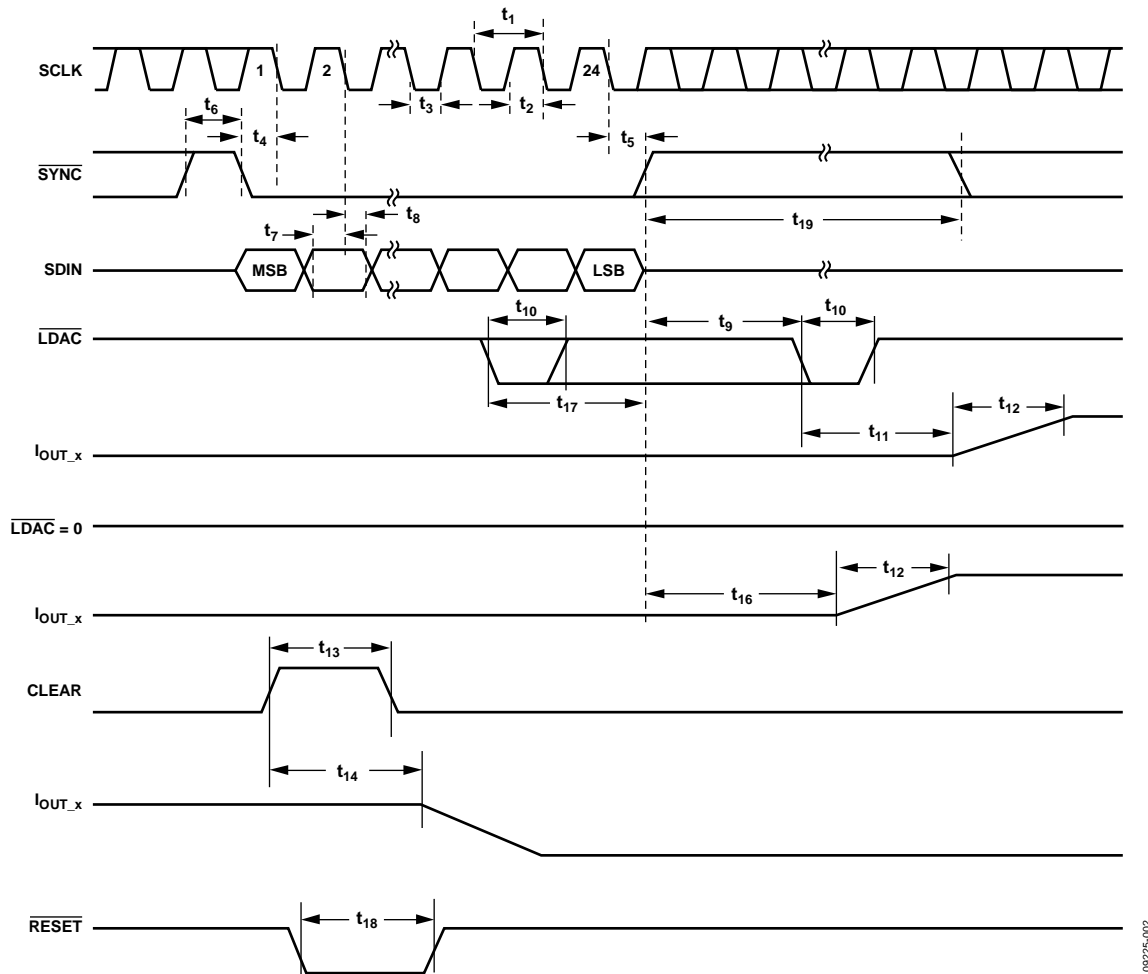 t1
SCLK
1
2
24
t3
t2
t6
t4
t5
SYNC
t8
t19
t7
SDIN
MSB
LSB
t10
t9
t10
LDAC
t17
t12
t11
IOUT_x
LDAC = 0
t12
t16
IOUT_x
t13
CLEAR
t14
IOUT_x
RESET
t18
09225-002